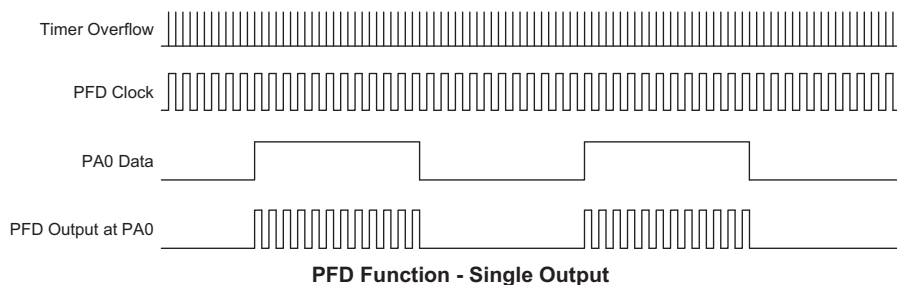 Timer Overflow
PFD Clock
PA0 Data
PFD Output at PA0
PFD Function - Single Output